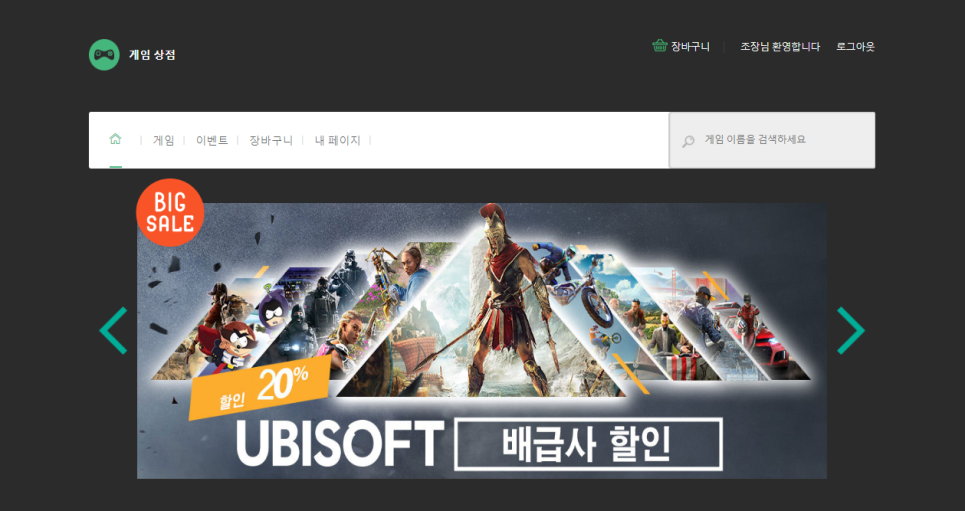 게임 상점
장바구니
조장님 환영합니다
로그아웃
게임
이벤트
장바구니
내 페이지
게임 이름을 검색하세요
BIG
SALE
할인 20%
UBISOFT 배급사 할인